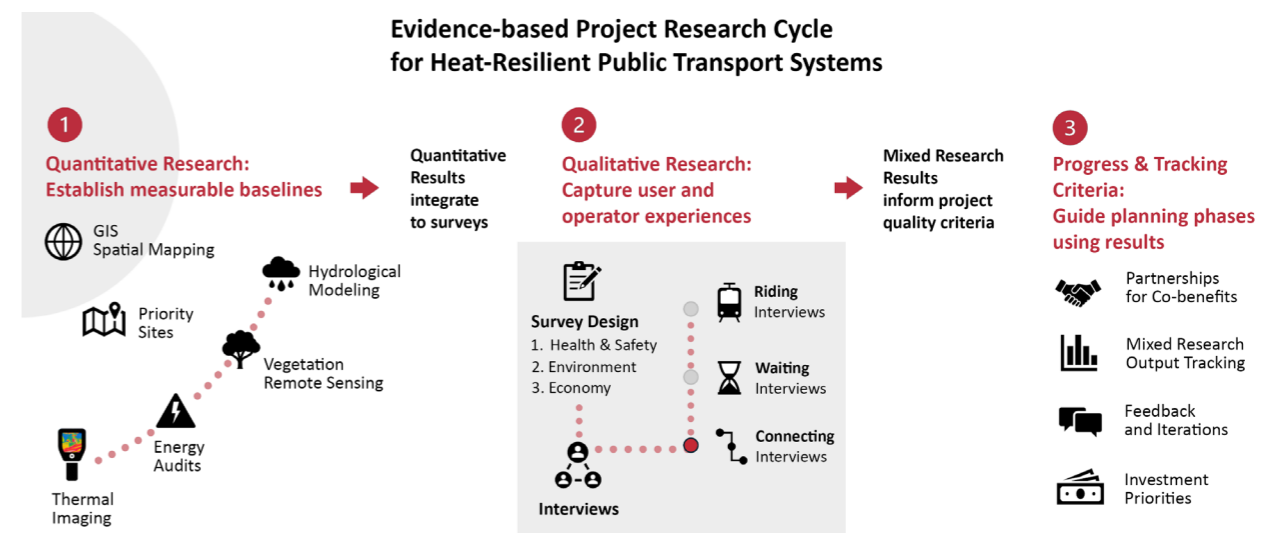 Evidence-based Project Research Cycle
for Heat-Resilient Public Transport Systems
1
Quantitative Research:
Establish measurable baselines
GIS
Spatial Mapping
Priority
Sites
Hydrological
Modeling
Vegetation
Remote Sensing
Energy
Audits
Thermal
Imaging
Quantitative
Results
integrate
to surveys
2
Qualitative Research:
Capture user and
operator experiences
Survey Design
1. Health & Safety
2. Environment
3. Economy
Interviews
Riding
Interviews
Waiting
Interviews
Connecting
Interviews
Mixed Research
Results
inform project
quality criteria
3
Progress & Tracking
Criteria:
Guide planning phases
using results
Partnerships
for Co-benefits
Mixed Research
Output Tracking
Feedback
and Iterations
Investment
Priorities